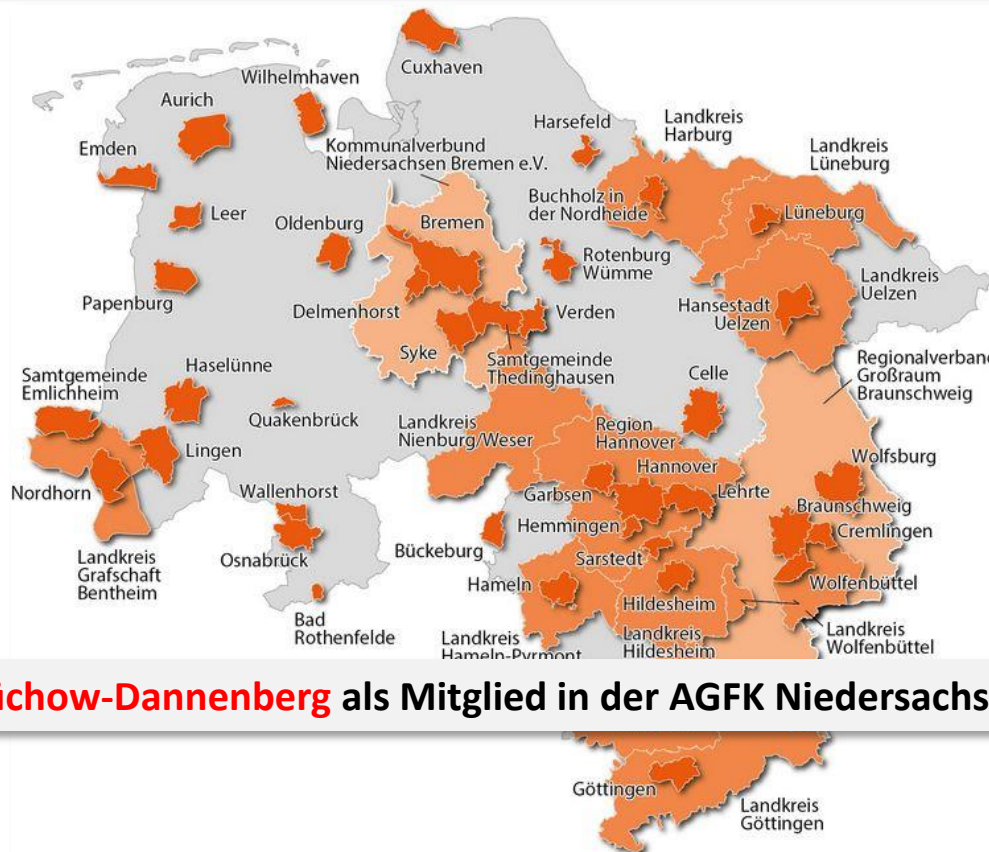 Cuxhaven
Wilhelmhaven
Aurich
Harsefeld
Landkreis
Harburg
Emden
Kommunalverbund
Niedersachsen Bremen e.V.
Landkreis
Lüneburg
Buchholz in
der Nordheide
Leer
Oldenburg
Bremen
Lüneburg
Rotenburg
Wümme
Landkreis
Uelzen
Papenburg
Delmenhorst
Verden
Hansestadt
Uelzen
Syke
Samtgemeinde
Thedinghausen
Regionalverban
Großraum
Braunschweig
Samtgemeinde
Emlichheim
Haselünne
Celle
Quakenbrück
Landkreis
Nienburg/Weser
Region
Hannover
Lingen
Hannover
Wolfsburg
Nordhorn
Wallenhorst
Garbsen
Lehrte
Braunschweig
Hemmingen
Cremlingen
Osnabrück
Bückeburg
Sarstedt
Landkreis
Grafschaft
Bentheim
Hameln
Hildesheim
Wolfenbüttel
Bad
Rothenfelde
Landkreis
Hameln-Pyrmont
Landkreis
Hildesheim
Landkreis
Wolfenbüttel
chow-Dannenberg als Mitglied in der AGFK Niedersachs
Göttingen
Landkreis
Göttingen